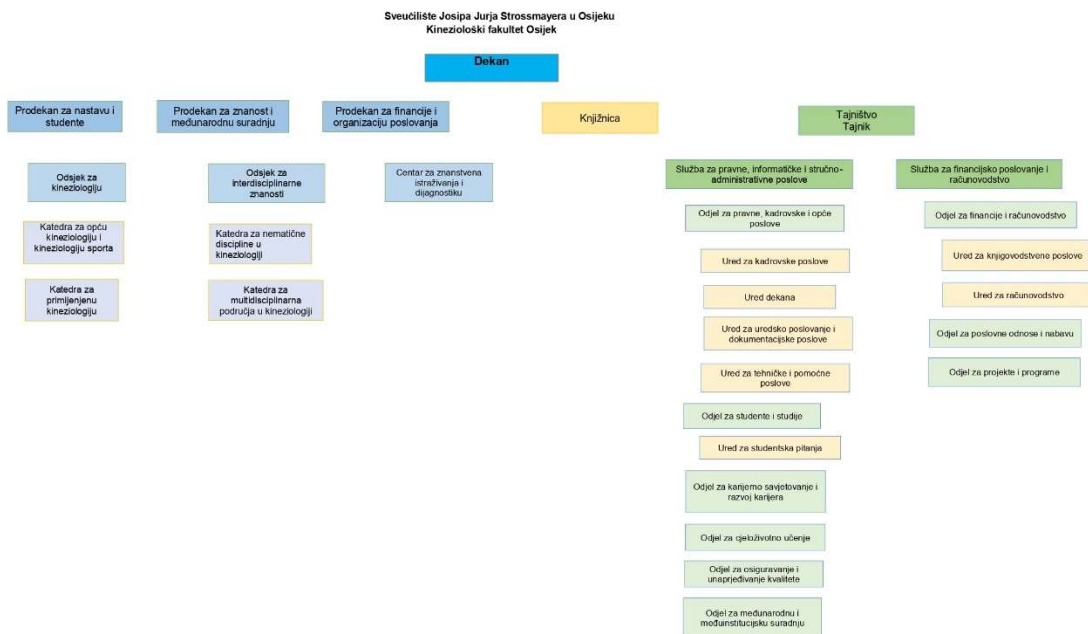 Sveučilište Josipa Jurja Strossmayera u Osijeku
Kineziološki fakultet Osijek
Dekan
Prodekan za nastavu i
studente
Prodekan za znanost i
međunarodnu suradnju
Prodekan za financije i
organizaciju poslovanja
Knjižnica
Tajništvo
Tajnik
Odsjek za
kineziologiju
Odsjek za
interdisciplinarne
znanosti
Centar za znanstvena
istraživanja i
dijagnostiku
Služba za pravne, informatičke i stručno-
administrativne poslove
Služba za financijsko poslovanje i
računovodstvo
Katedra za opću
kineziologiju i
kineziologiju sporta
Katedra za nematične
discipline u
kineziologiji
Katedra za
primijenjenu
kineziologiju
Katedra za
multidisciplinarna
područja u kineziologiji
Odjel za pravne, kadrovske i opće
poslove
Ured za kadrovske poslove
Ured dekana
Ured za uredsko poslovanje i
dokumentacijske poslove
Ured za tehničke i pomoćne
poslove
Odjel za studente i studije
Ured za studentska pitanja
Odjel za karijerno savjetovanje i
razvoj karijera
Odjel za cjeloživotno učenje
Odjel za osiguravanje i
unaprjeđivanje kvalitete
Odjel za međunarodnu i
međuinstitucijsku suradnju
Odjel za financije i računovodstvo
Ured za knjigovodstvene poslove
Ured za računovodstvo
Odjel za poslovne odnose i nabavu
Odjel za projekte i programe